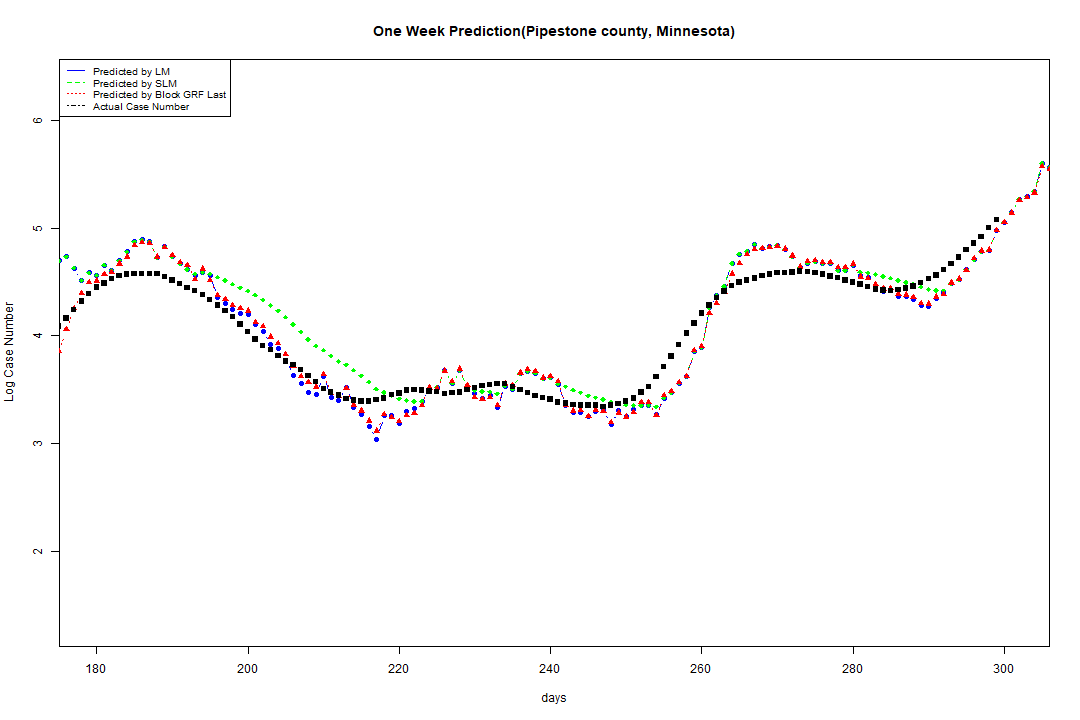 One Week Prediction(Pipestone county, Minnesota)
Predicted by LM
Predicted by SLM
Predicted by Block GRF Last
Actual Case Number
6
5
4
3
2
Log Case Number
180 200 220 240 260 280 300
days